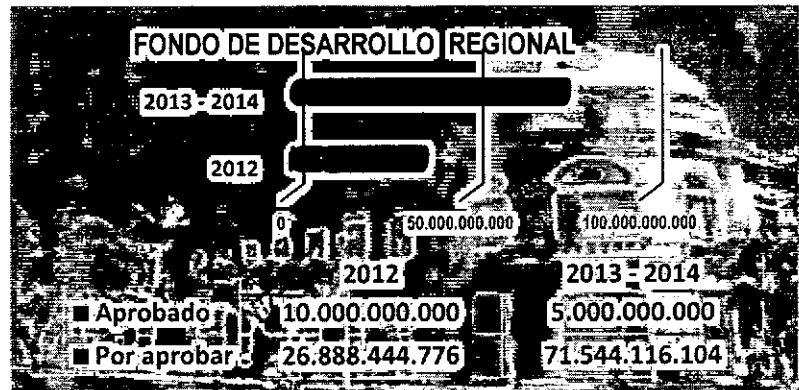 FONDO DE DESARROLLO REGIONAL
2013 - 2014
2012
0 50.000.000.000 100.000.000.000
2012 2013 - 2014
Aprobado 10.000.000.000 5.000.000.000
Por aprobar 26.888.444.776 71.544.116.104